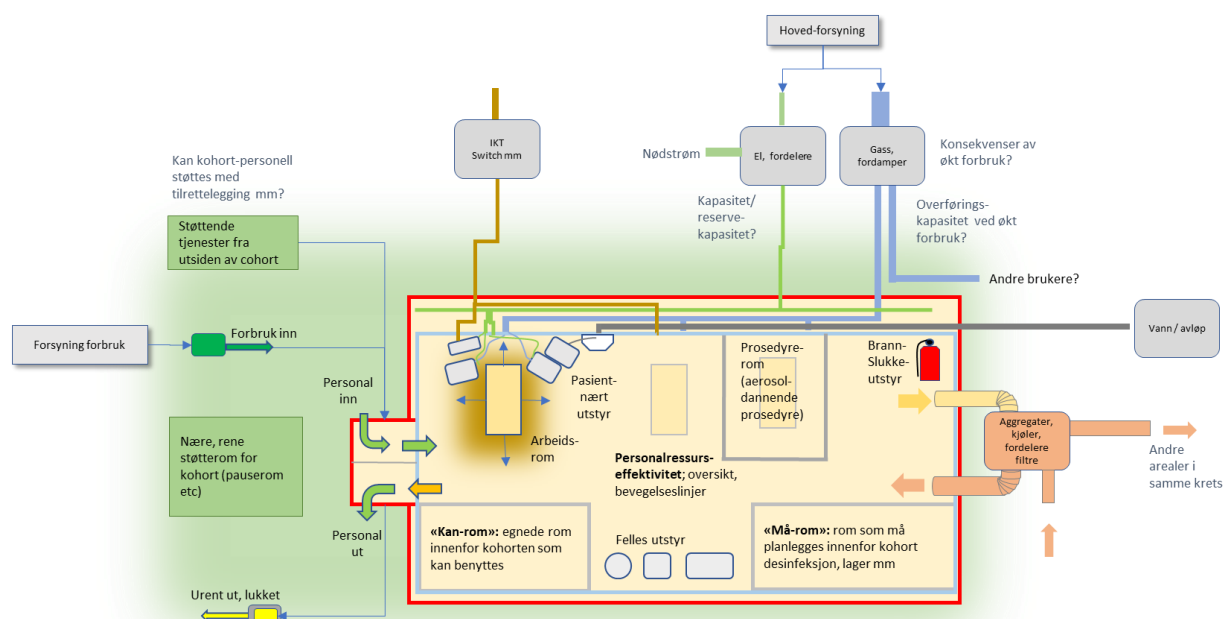 Hoved-forsyning
IKT
Switch mm
Nødstrøm
El, fordelere
Gass,
fordamper
Konsekvenser av
økt forbruk?
Kan kohort-personell
støttes med
tilrettelegging mm?
Kapasitet/
reserve-
kapasitet?
Overførings-
kapasitet ved økt
forbruk?
Støttende
tjenester fra
utsiden av cohort
Andre brukere?
Forsyning forbruk
Forbruk inn
Vann / avløp
Prosedyre-
rom
(aerosol-
dannende
prosedyre)
Brann-
Slukke-
utstyr
Personal
inn
Pasient-
nært
utstyr
Arbeids-
rom
Aggregater,
kjøler,
fordelere
filtre
Nære, rene
støtterom for
kohort (pauserom
etc)
Personalressurs-
effektivitet; oversikt,
bevegelseslinjer
Andre
arealer i
samme krets
Personal
ut
«Kan-rom»: egnede rom
innenfor kohorten som
kan benyttes
Felles utstyr
«Må-rom»: rom som må
planlegges innenfor kohort
desinfeksjon, lager mm
Urent ut, lukket